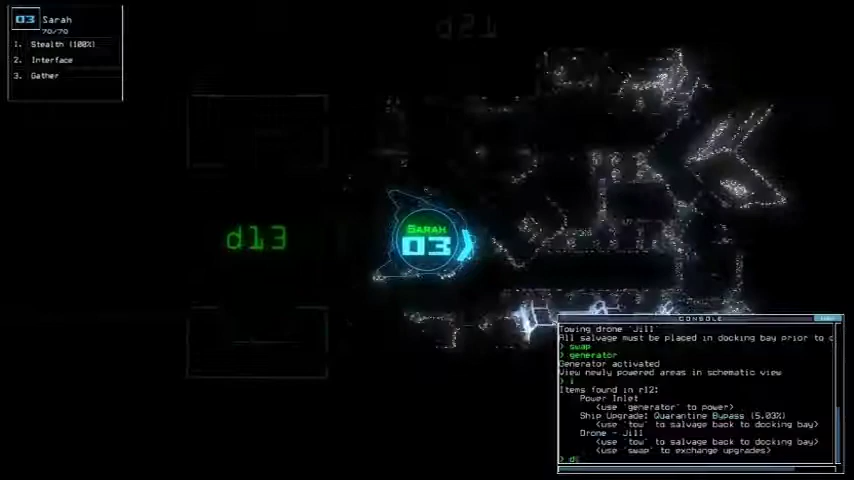 03 Sarah
70/70
1. Stealth (100%)
2. Interface
3. Gather
d13
SARAH
03
CONSOLE
Towing drone 'Jill'
All salvage must be placed in docking bay prior to d
> swap
> generator
Generator activated
View newly powered areas in schematic view
> i
Items found in r12:
Power Inlet
(use 'generator' to power)
Ship Upgrade: Quarantine Bypass (5.03%)
(use 'tow' to salvage back to docking bay)
Drone - Jill
(use 'tow' to salvage back to docking bay)
(use 'swap' to exchange upgrades)
> d